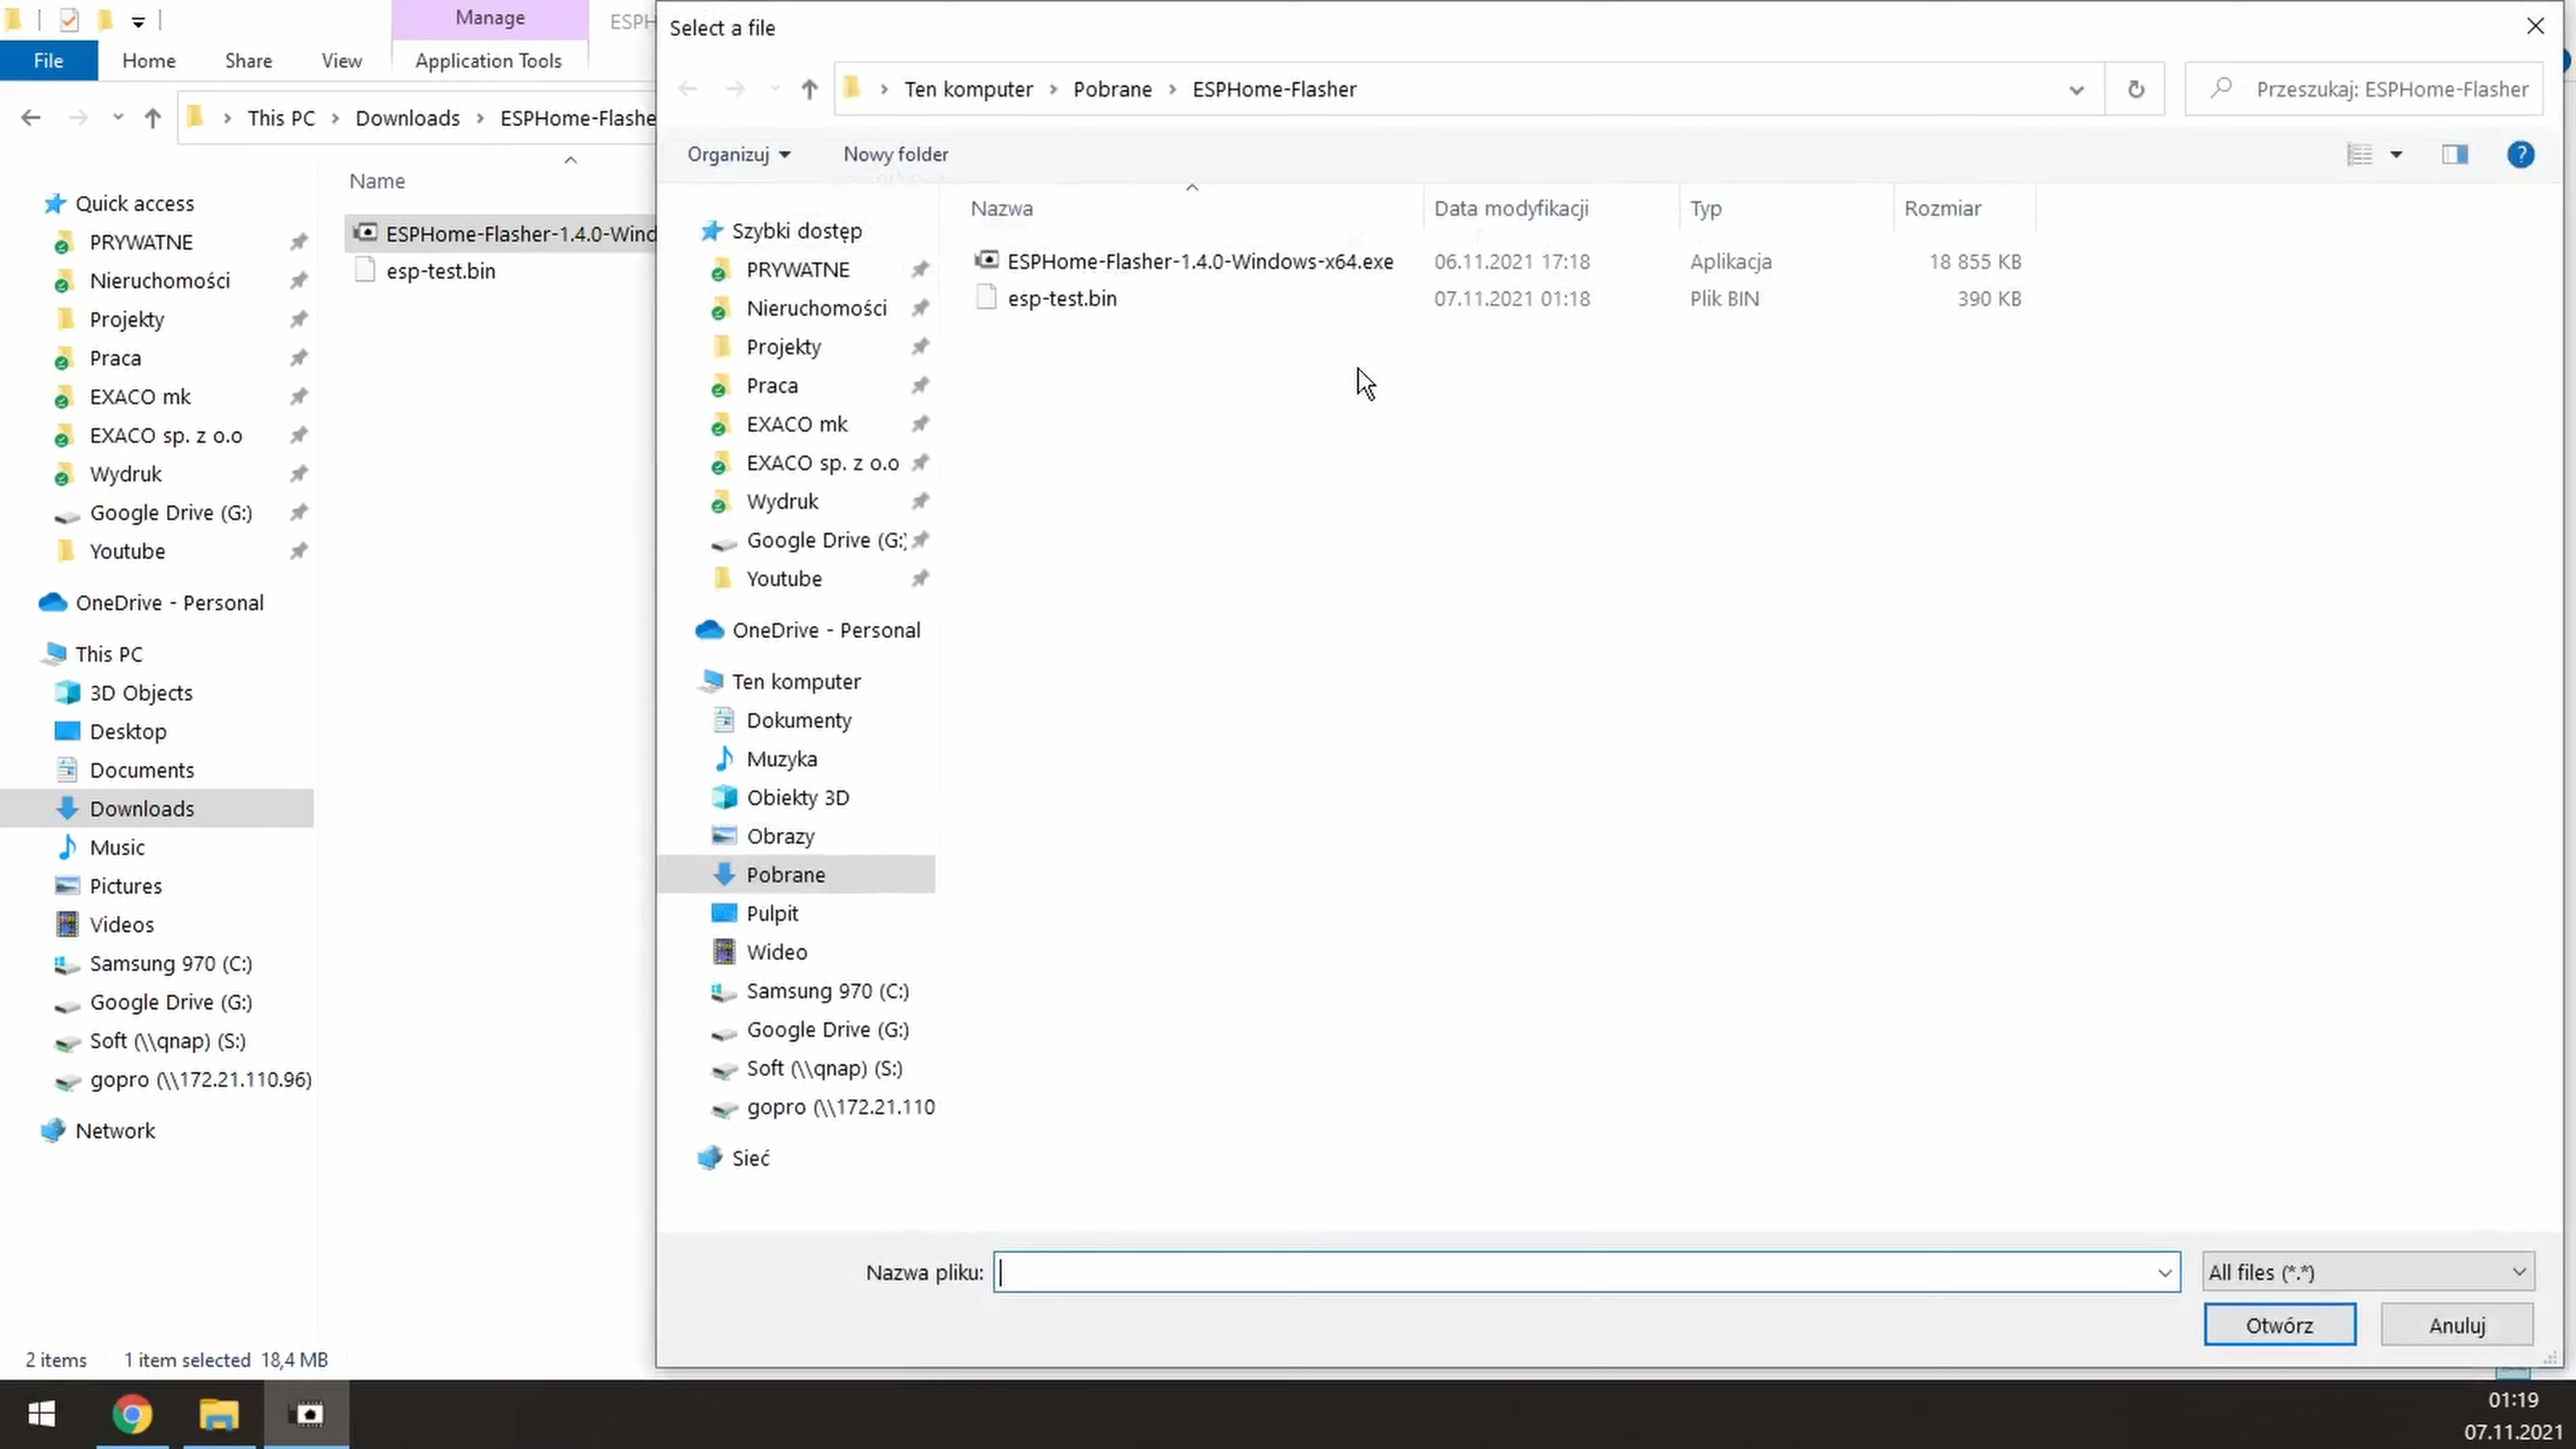 Manage
File
Home
Share
View
Application Tools
This PC
Downloads
Name
Quick access
PRYWATNE
Nieruchomości
Projekty
Praca
EXACO mk
EXACO sp. z o.o
Wydruk
Google Drive (G:)
Youtube
OneDrive - Personal
This PC
3D Objects
Desktop
Documents
Downloads
Music
Pictures
Videos
Samsung 970 (C:)
Google Drive (G:)
Soft (\\qnap) (S:)
gopro (\\172.21.110.96)
Network
ESPHome-Flasher-1.4.0-Wind
esp-test.bin
2 items 1 item selected 18,4 MB
Select a file
Ten komputer
Pobrane
ESPHome-Flasher
Przeszukaj: ESPHome-Flasher
Organizuj
Nowy folder
?
Szybki dostęp
PRYWATNE
Nieruchomości
Projekty
Praca
EXACO mk
EXACO sp. z o.o
Wydruk
Google Drive (G:)
Youtube
OneDrive - Personal
Ten komputer
Dokumenty
Muzyka
Obiekty 3D
Obrazy
Pobrane
Pulpit
Wideo
Samsung 970 (C:)
Google Drive (G:)
Soft (\\qnap) (S:)
gopro (\\172.21.110
Sieć
Nazwa Data modyfikacji Typ Rozmiar
ESPHome-Flasher-1.4.0-Windows-x64.exe 06.11.2021 17:18 Aplikacja 18 855 KB
esp-test.bin 07.11.2021 01:18 Plik BIN 390 KB
Nazwa pliku:
All files (*.*)
Otwórz
Anuluj
01:19
07.11.2021